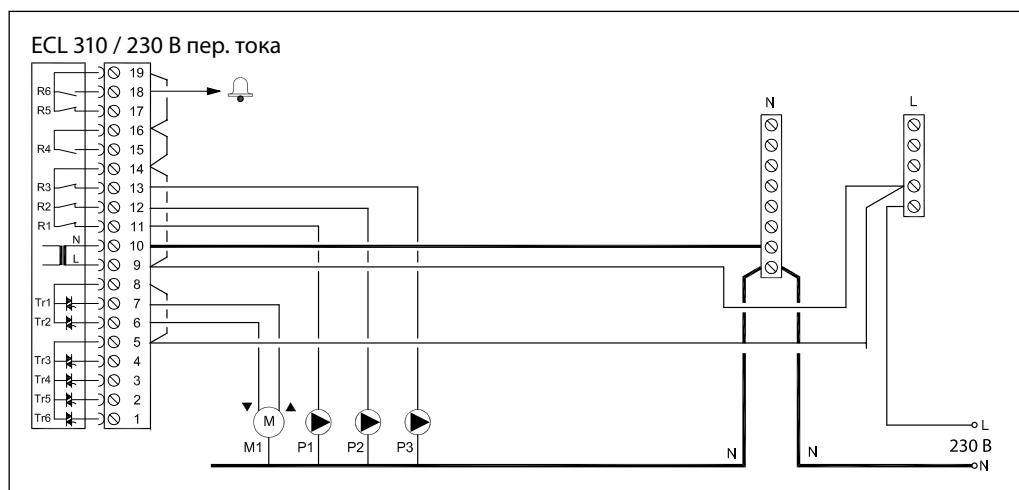 ECL 310 / 230 В пер. тока
19
R6 18
R5 17
16
R4 15
14
R3 13
R2 12
R1 11
N 10
L 9
8
Tr1 7
Tr2 6
5
Tr3 4
Tr4 3
Tr5 2
Tr6 1
N L
M
M1 P1 P2 P3
N N
L
230 В
N